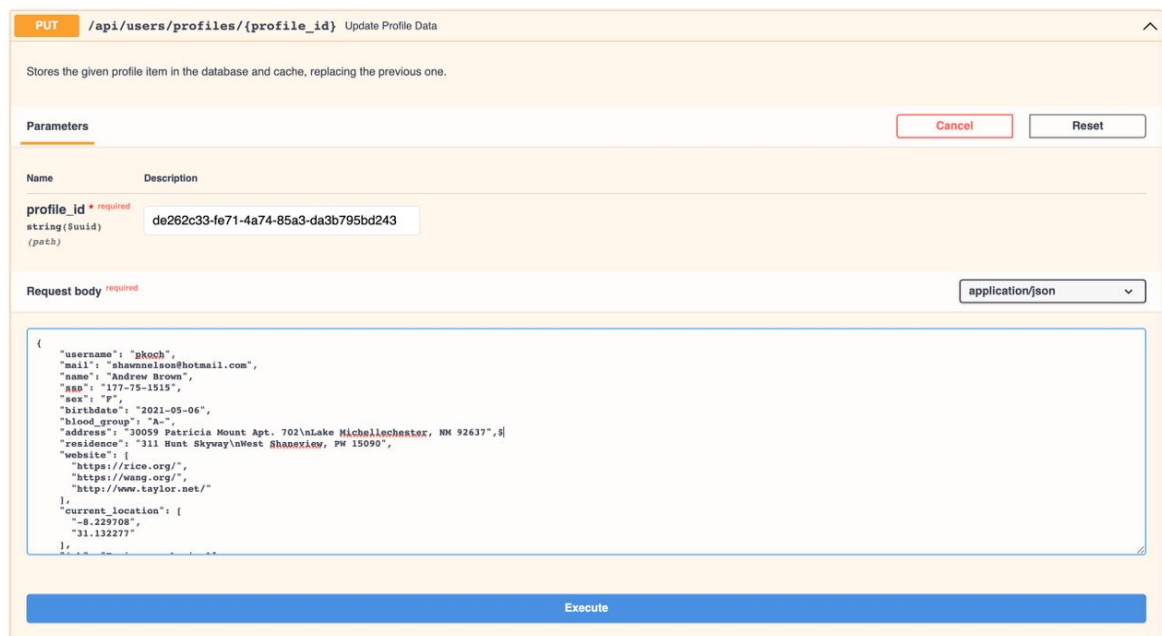 PUT /api/users/profiles/{profile_id} Update Profile Data
Stores the given profile item in the database and cache, replacing the previous one.
Parameters Cancel Reset
Name Description
profile_id * required
string($uuid)
(path)
de262c33-fe71-4a74-85a3-da3b795bd243
Request body required application/json
{
"username": "pkoch",
"mail": "shawnnelson@hotmail.com",
"name": "Andrew Brown",
"ssn": "177-75-1515",
"sex": "F",
"birthdate": "2021-05-06",
"blood_group": "A-",
"address": "30059 Patricia Mount Apt. 702\nLake Michellechester, NM 92637",$
"residence": "311 Hunt Skyway\nWest Shaneview, PW 15090",
"website": [
"https://rice.org/",
"https://wang.org/",
"http://www.taylor.net/"
],
"current_location": [
"-8.229708",
"31.132277"
],
Execute